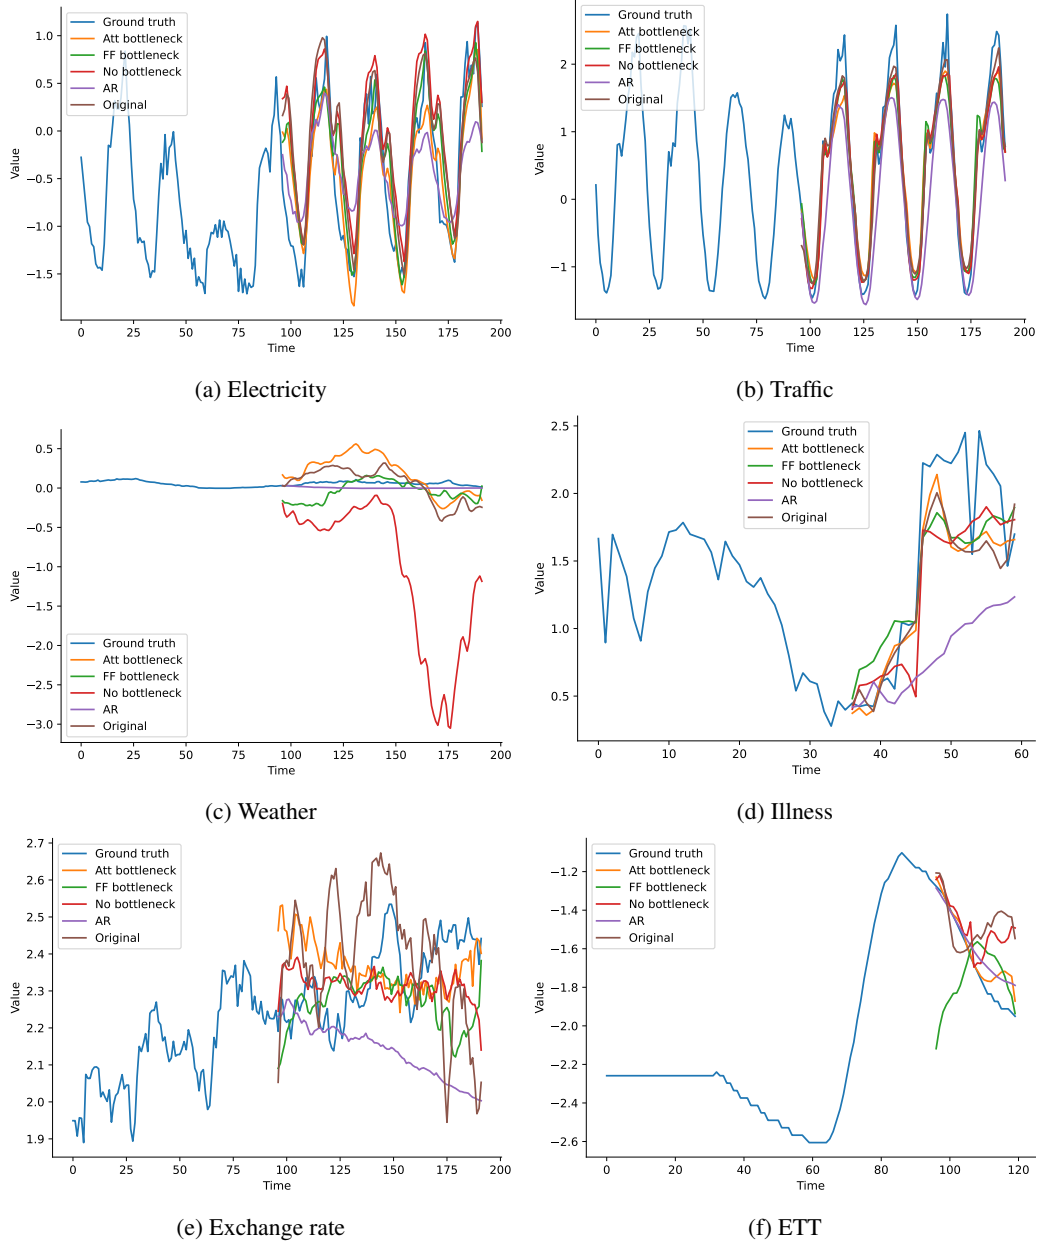 Ground truth
Att bottleneck
FF bottleneck
No bottleneck
AR
Original
1.0
0.5
0.0
−0.5
−1.0
−1.5
Value
0 25 50 75 100 125 150 175 200
Time
(a) Electricity
Ground truth
Att bottleneck
FF bottleneck
No bottleneck
AR
Original
2
1
0
−1
Value
0 25 50 75 100 125 150 175 200
Time
(b) Traffic
0.5
0.0
−0.5
−1.0
−1.5
−2.0
−2.5
−3.0
Value
Ground truth
Att bottleneck
FF bottleneck
No bottleneck
AR
Original
0 25 50 75 100 125 150 175 200
Time
(c) Weather
Ground truth
Att bottleneck
FF bottleneck
No bottleneck
AR
Original
2.5
2.0
1.5
1.0
0.5
Value
0 10 20 30 40 50 60
Time
(d) Illness
Ground truth
Att bottleneck
FF bottleneck
No bottleneck
AR
Original
2.7
2.6
2.5
2.4
2.3
2.2
2.1
2.0
1.9
Value
0 25 50 75 100 125 150 175 200
Time
(e) Exchange rate
Ground truth
Att bottleneck
FF bottleneck
No bottleneck
AR
Original
−1.2
−1.4
−1.6
−1.8
−2.0
−2.2
−2.4
−2.6
Value
0 20 40 60 80 100 120
Time
(f) ETT